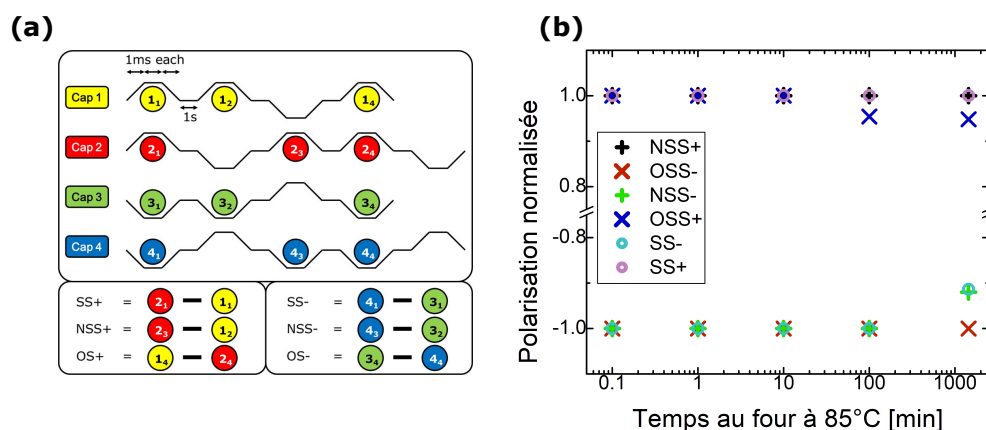 (a)
1ms each
Cap 1
1₁
1₂
1₄
1s
Cap 2
2₁
2₃
2₄
Cap 3
3₁
3₂
3₄
Cap 4
4₁
4₃
4₄
SS+ = 2₁ − 1₁
NSS+ = 2₃ − 1₂
OS+ = 1₄ − 2₄
SS- = 4₁ − 3₁
NSS- = 4₃ − 3₂
OS- = 3₄ − 4₄
(b)
Polarisation normalisée
1.0
0.8
-0.8
-1.0
NSS+
OSS-
NSS-
OSS+
SS-
SS+
0.1 1 10 100 1000
Temps au four à 85°C [min]